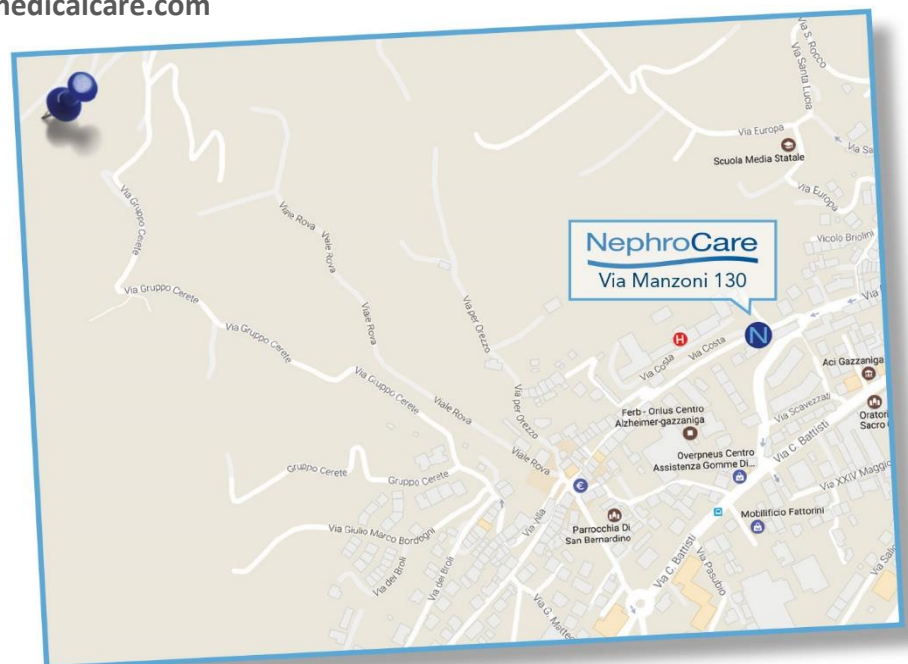 medicalcare.com
Via S. Rocco
Via Santa Lucia
Via Europa
Scuola Media Statale
Via Europa
Vicolo Briolini
NephroCare
Via Manzoni 130
N
Via Gruppo Cerete
Viale Rova
Viale Rova
Via per Orezzo
Via Gruppo Cerete
Viale Rova
Via Gruppo Cerete
H
Via Costa
Via Costa
Aci Gazzaniga
Via Gruppo Cerete
Viale Rova
Via per Orezzo
Ferb - Onlus Centro
Alzheimer-gazzaniga
Via Scavezzati
Via C. Battisti
Viale Rova
Overpneus Centro
Assistenza Gomme Di...
Gruppo Cerete
Gruppo Cerete
€
Via XXIV Maggio
Mobilificio Fattorini
Via Giulio Marco Bordogni
Via Villa
Parrocchia Di
San Bernardino
Via dei Broli
Via dei Broli
Via C. Battisti
Via Pasubio